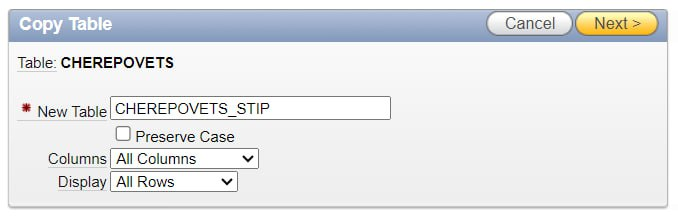 Copy Table
Cancel
Next >
Table: CHEREPOVETS
New Table CHEREPOVETS_STIP
Preserve Case
Columns All Columns
Display All Rows